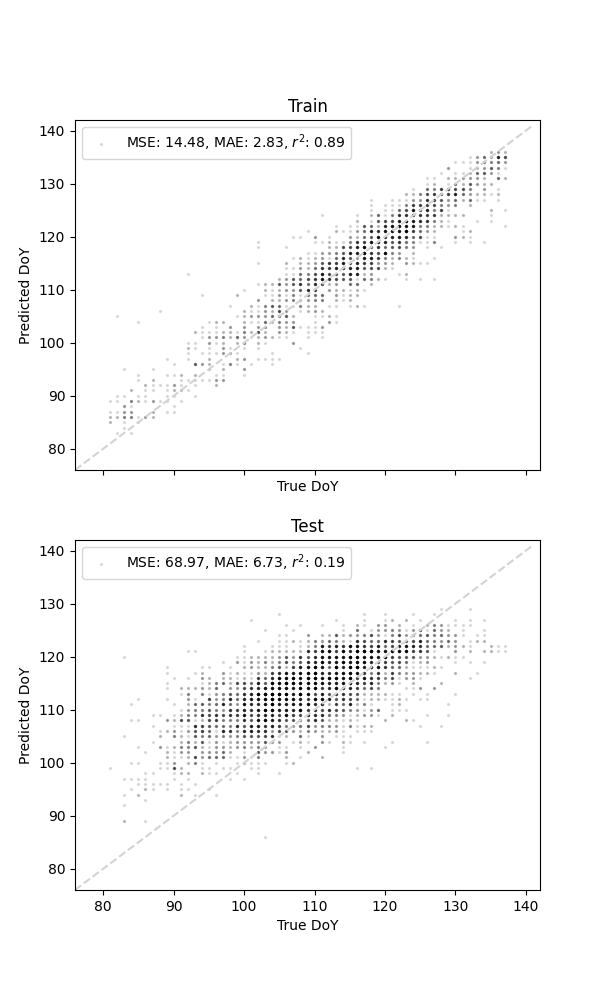 Train
MSE: 14.48, MAE: 2.83, r²: 0.89
140
130
120
110
100
90
80
Predicted DoY
True DoY
Test
MSE: 68.97, MAE: 6.73, r²: 0.19
140
130
120
110
100
90
80
Predicted DoY
80 90 100 110 120 130 140
True DoY